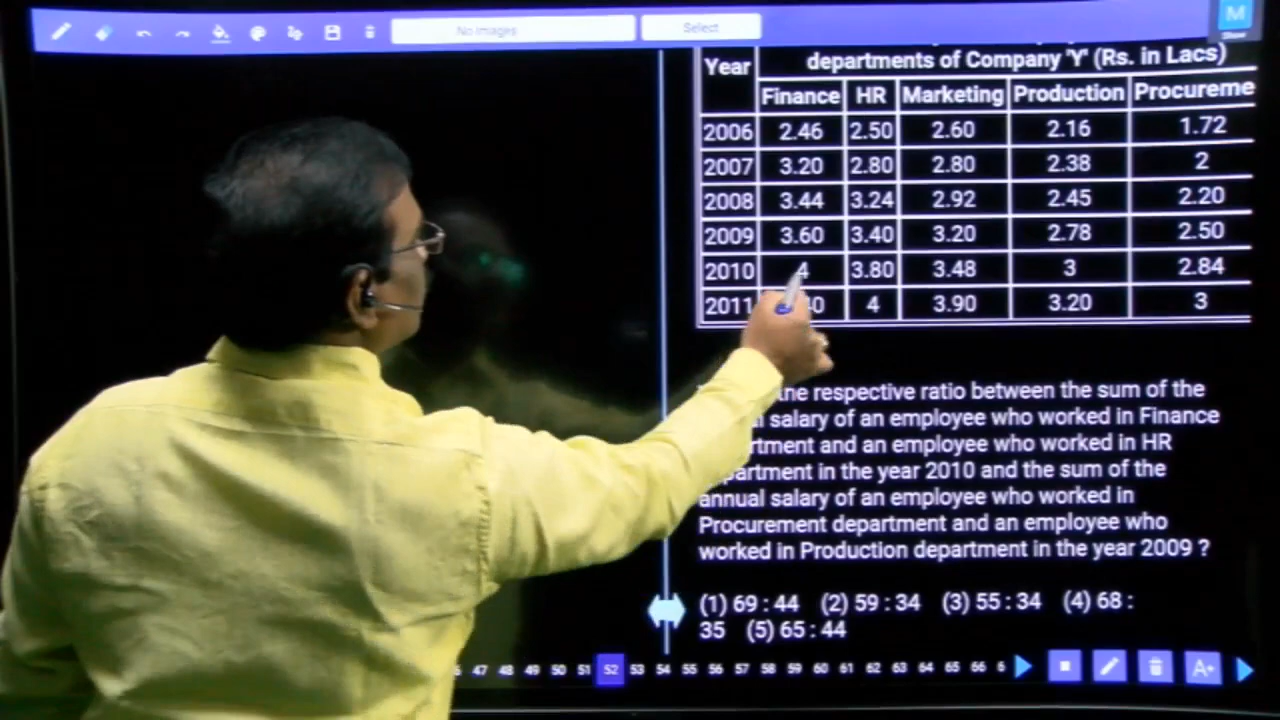 No Images Select
M
Show
departments of Company 'Y' (Rs. in Lacs)
Year
Finance HR Marketing Production Procureme
2006 2.46 2.50 2.60 2.16 1.72
2007 3.20 2.80 2.80 2.38 2
2008 3.44 3.24 2.92 2.45 2.20
2009 3.60 3.40 3.20 2.78 2.50
2010 4 3.80 3.48 3 2.84
2011 4 3.90 3.20 3
the respective ratio between the sum of the
salary of an employee who worked in Finance
and an employee who worked in HR
in the year 2010 and the sum of the
annual salary of an employee who worked in
Procurement department and an employee who
worked in Production department in the year 2009 ?
(1) 69 : 44 (2) 59 : 34 (3) 55 : 34 (4) 68 :
35 (5) 65 : 44
47 48 49 50 51 52 53 54 55 56 57 58 59 60 61 62 63 64 65 66 6
A+